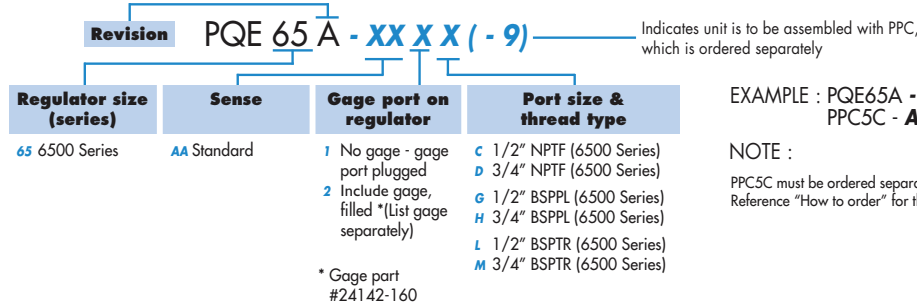 Revision PQE 65 A - XX X X ( - 9)
Indicates unit is to be assembled with PPC,
which is ordered separately
Regulator size
(series)
65 6500 Series
Sense
AA Standard
Gage port on
regulator
1 No gage - gage
port plugged
2 Include gage,
filled *(List gage
separately)
* Gage part
#24142-160
Port size &
thread type
C 1/2" NPTF (6500 Series)
D 3/4" NPTF (6500 Series)
G 1/2" BSPPL (6500 Series)
H 3/4" BSPPL (6500 Series)
L 1/2" BSPTR (6500 Series)
M 3/4" BSPTR (6500 Series)
EXAMPLE : PQE65A -
PPC5C - A
NOTE :
PPC5C must be ordered
Reference "How to order" for